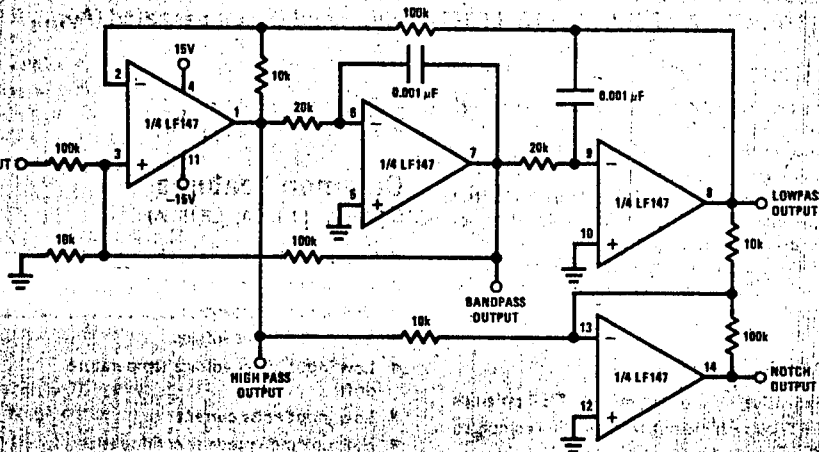 100k
15V
2
4
10k
0.001 µF
0.001 µF
1
20k
6
1/4 LF147
100k
3
11
-15V
1/4 LF147
7
20k
9
5
1/4 LF147
8
LOWPAS
OUTPUT
UT
10k
100k
10
10k
BANDPASS
OUTPUT
10k
13
100k
1/4 LF147
14
NOTCH
OUTPUT
HIGH PASS
OUTPUT
12